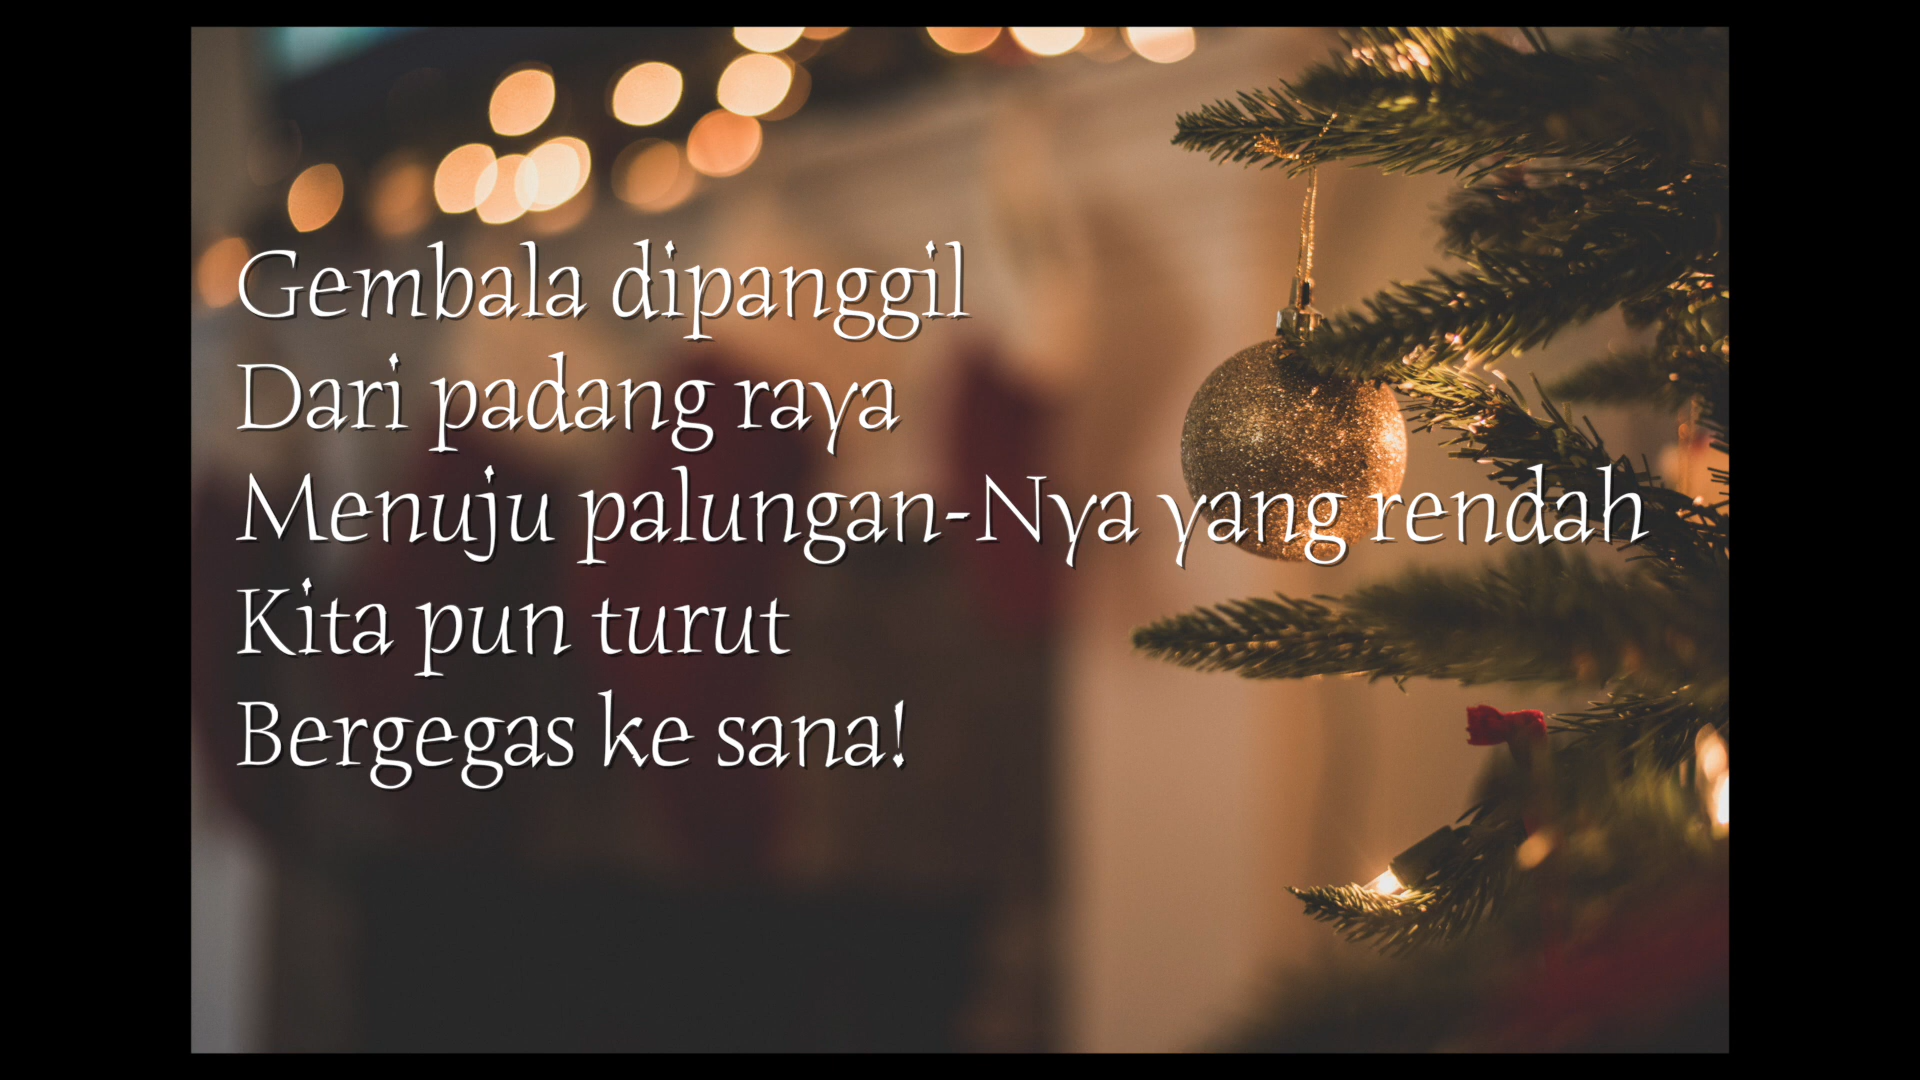 Gembala dipanggil
Dari padang raya
Menuju palungan-Nya yang rendah
Kita pun turut
Bergegas ke sana!